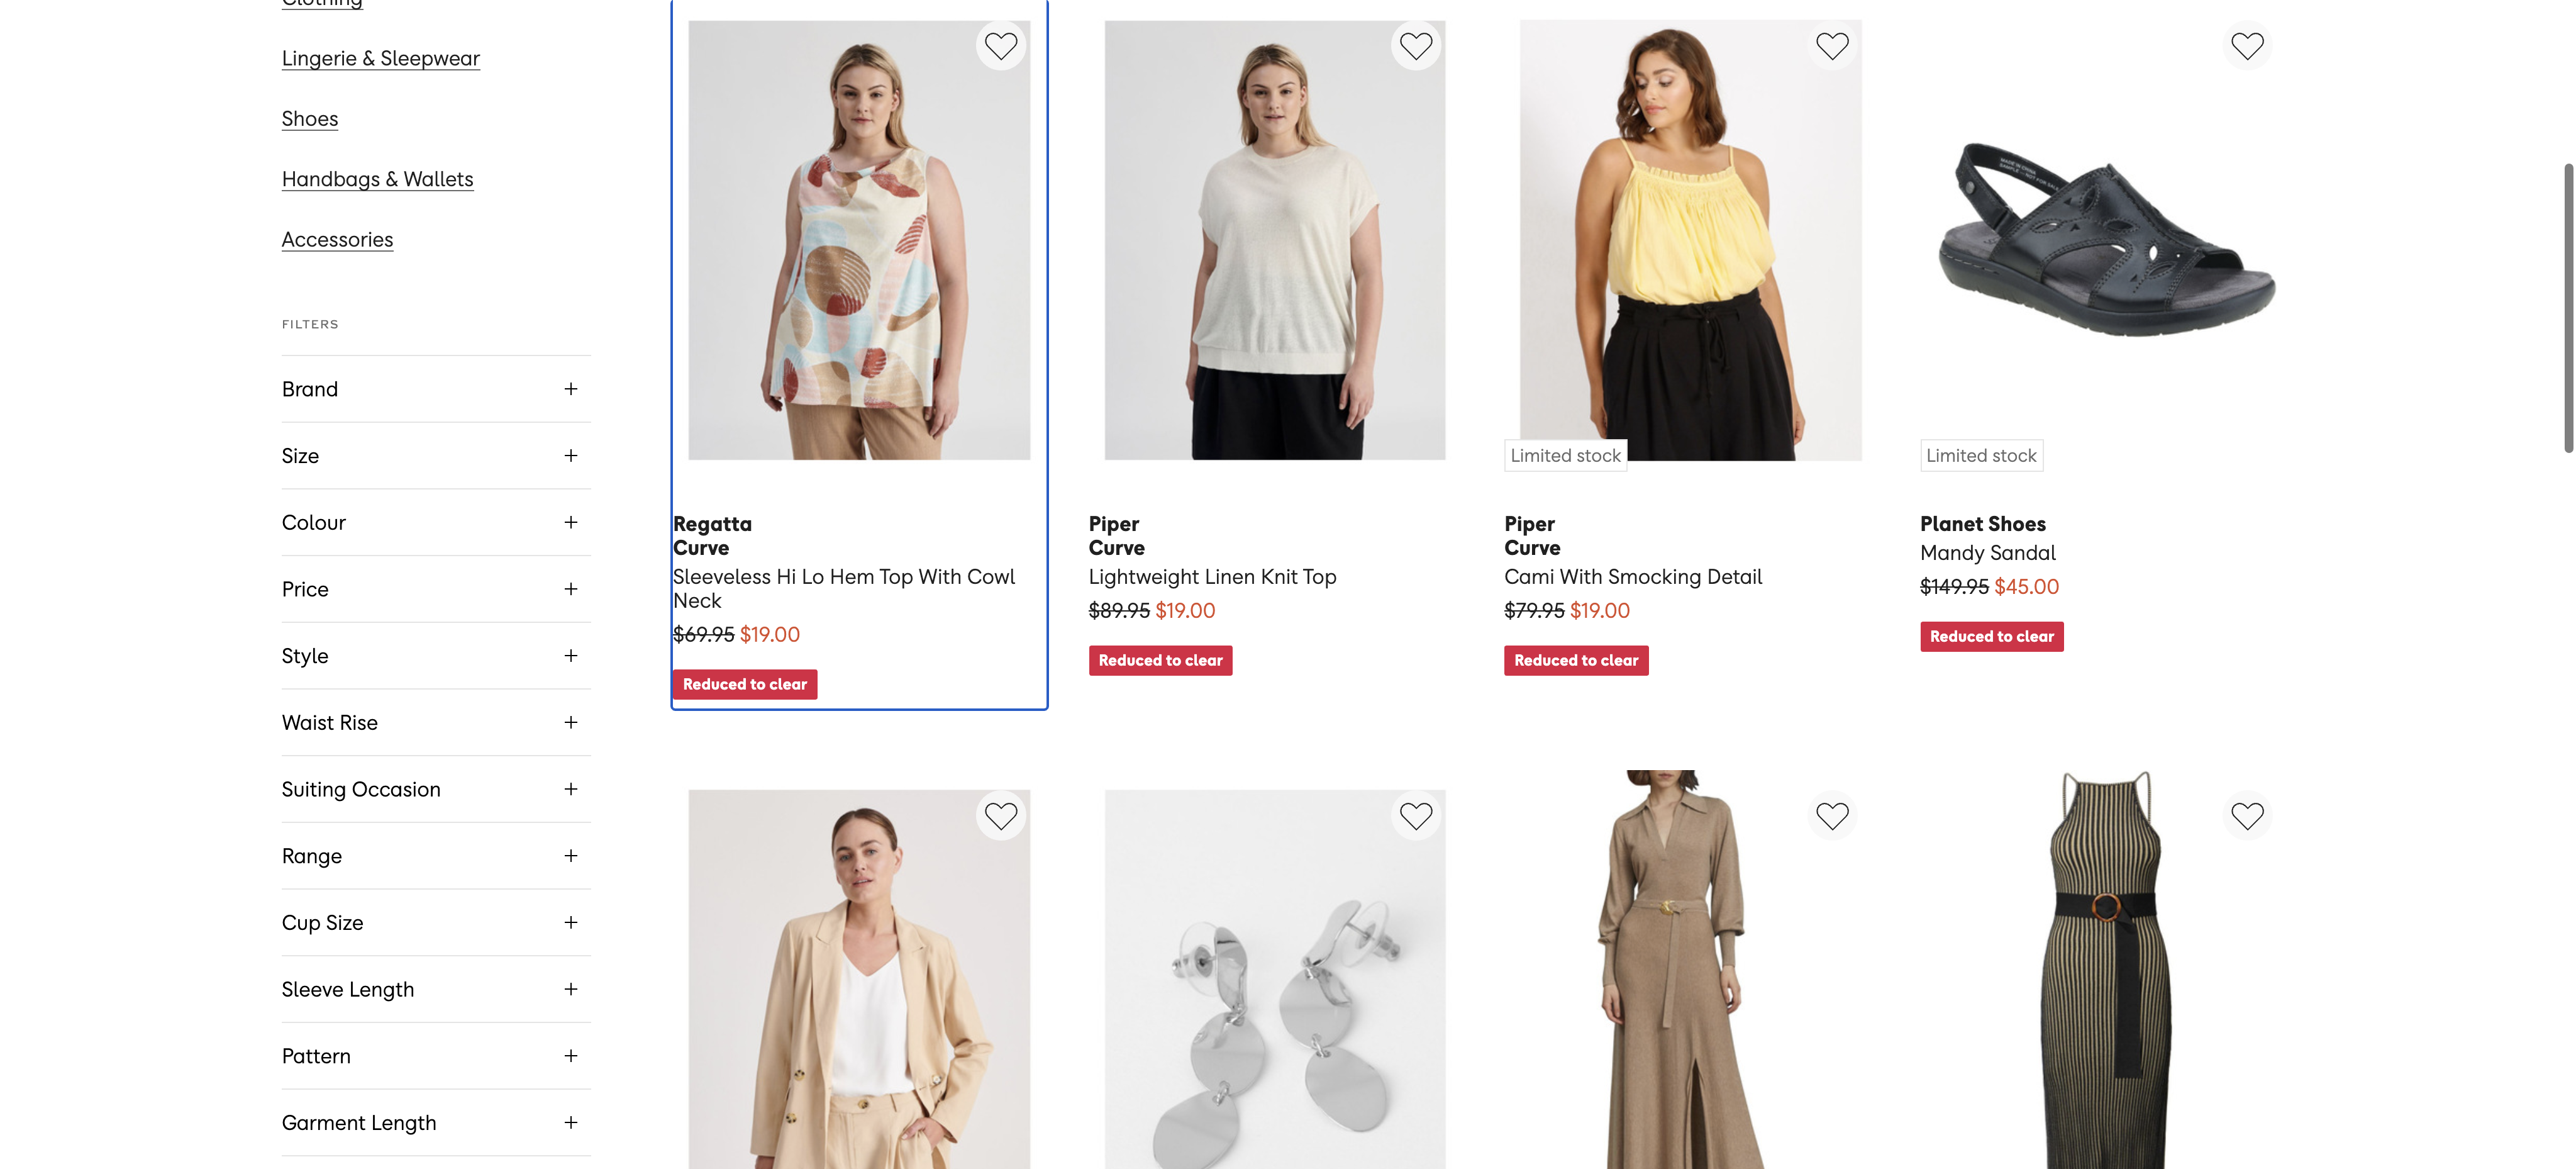 Clothing
Lingerie & Sleepwear
Shoes
Handbags & Wallets
Accessories
FILTERS
Brand
Size
Colour
Price
Style
Waist Rise
Suiting Occasion
Range
Cup Size
Sleeve Length
Pattern
Garment Length
Regatta
Curve
Sleeveless Hi Lo Hem Top With Cowl
Neck
$69.95 $19.00
Reduced to clear
Piper
Curve
Lightweight Linen Knit Top
$89.95 $19.00
Reduced to clear
Limited stock
Piper
Curve
Cami With Smocking Detail
$79.95 $19.00
Reduced to clear
Limited stock
Planet Shoes
Mandy Sandal
$149.95 $45.00
Reduced to clear